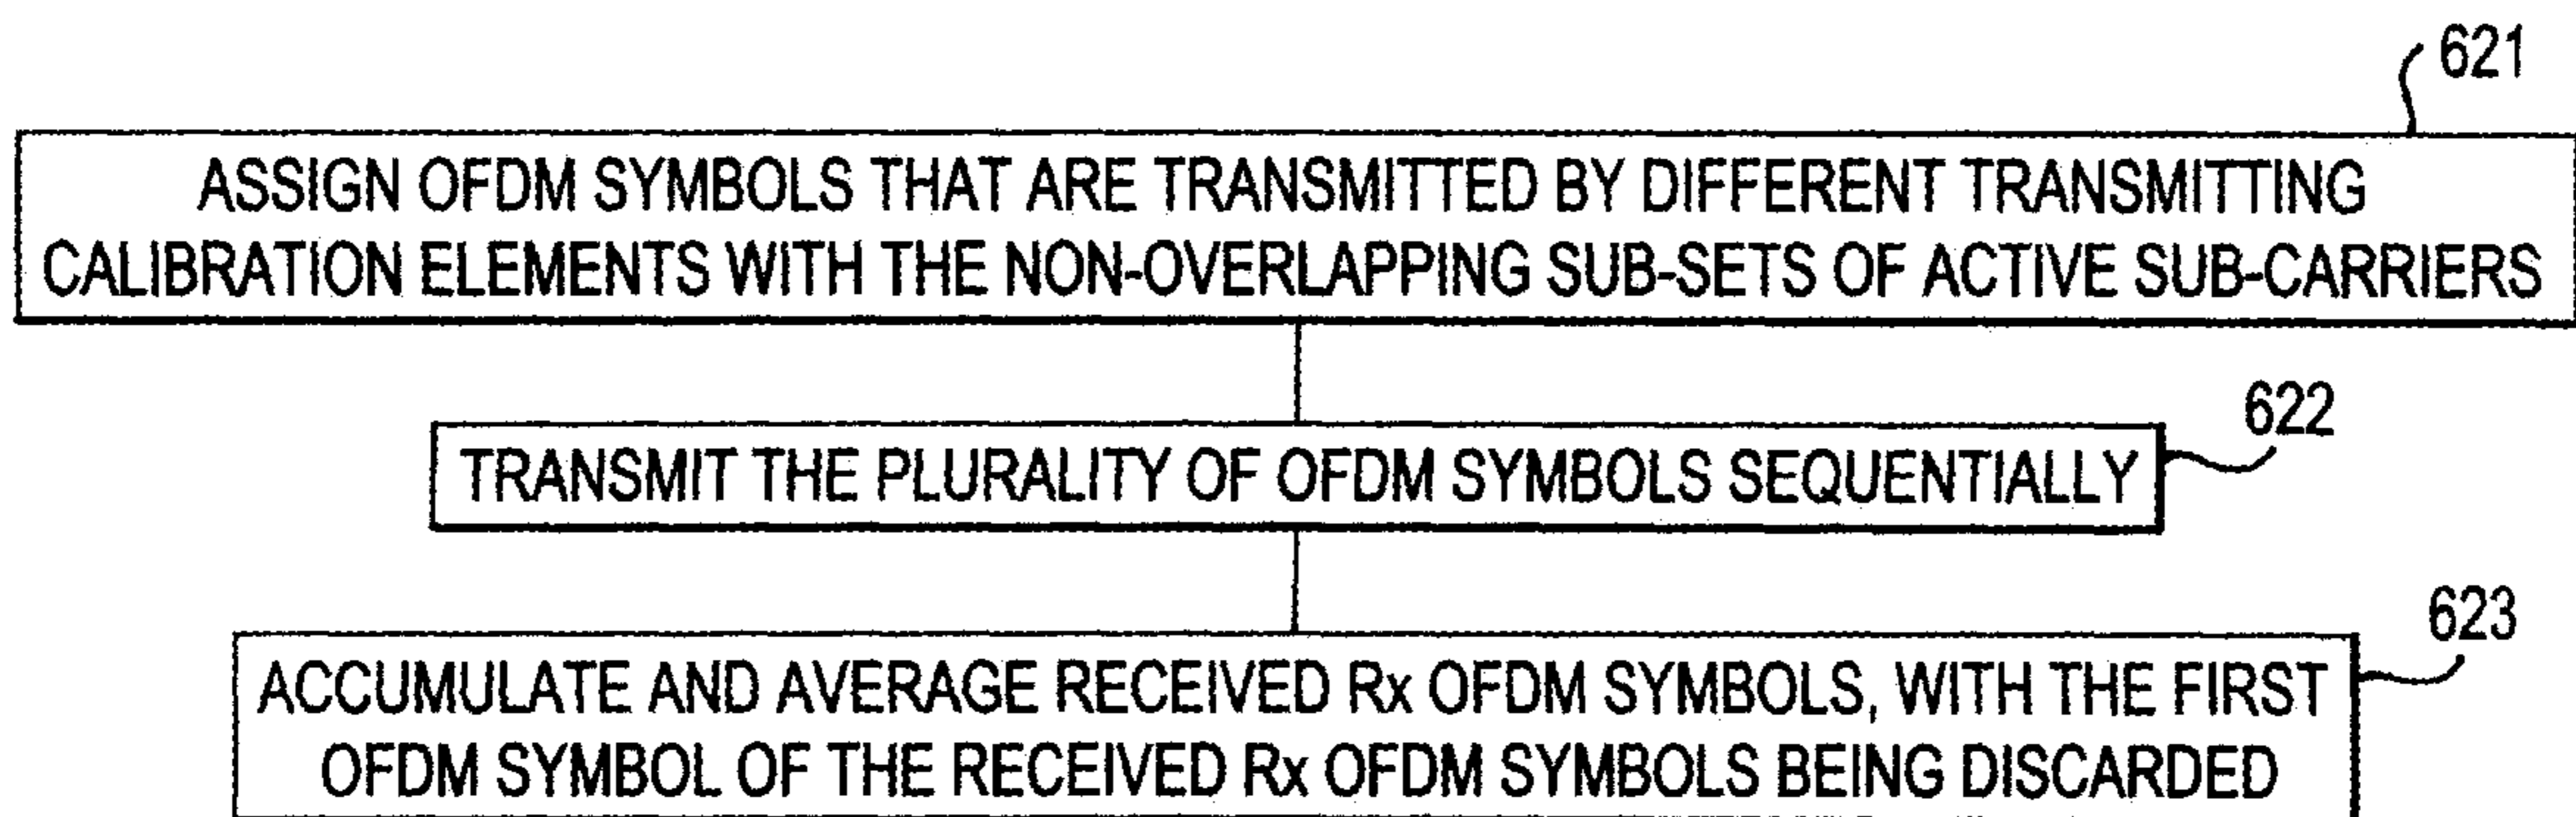 621
ASSIGN OFDM SYMBOLS THAT ARE TRANSMITTED BY DIFFERENT TRANSMITTING
CALIBRATION ELEMENTS WITH THE NON-OVERLAPPING SUB-SETS OF ACTIVE SUB-CARRIERS
622
TRANSMIT THE PLURALITY OF OFDM SYMBOLS SEQUENTIALLY
623
ACCUMULATE AND AVERAGE RECEIVED Rx OFDM SYMBOLS, WITH THE FIRST
OFDM SYMBOL OF THE RECEIVED Rx OFDM SYMBOLS BEING DISCARDED